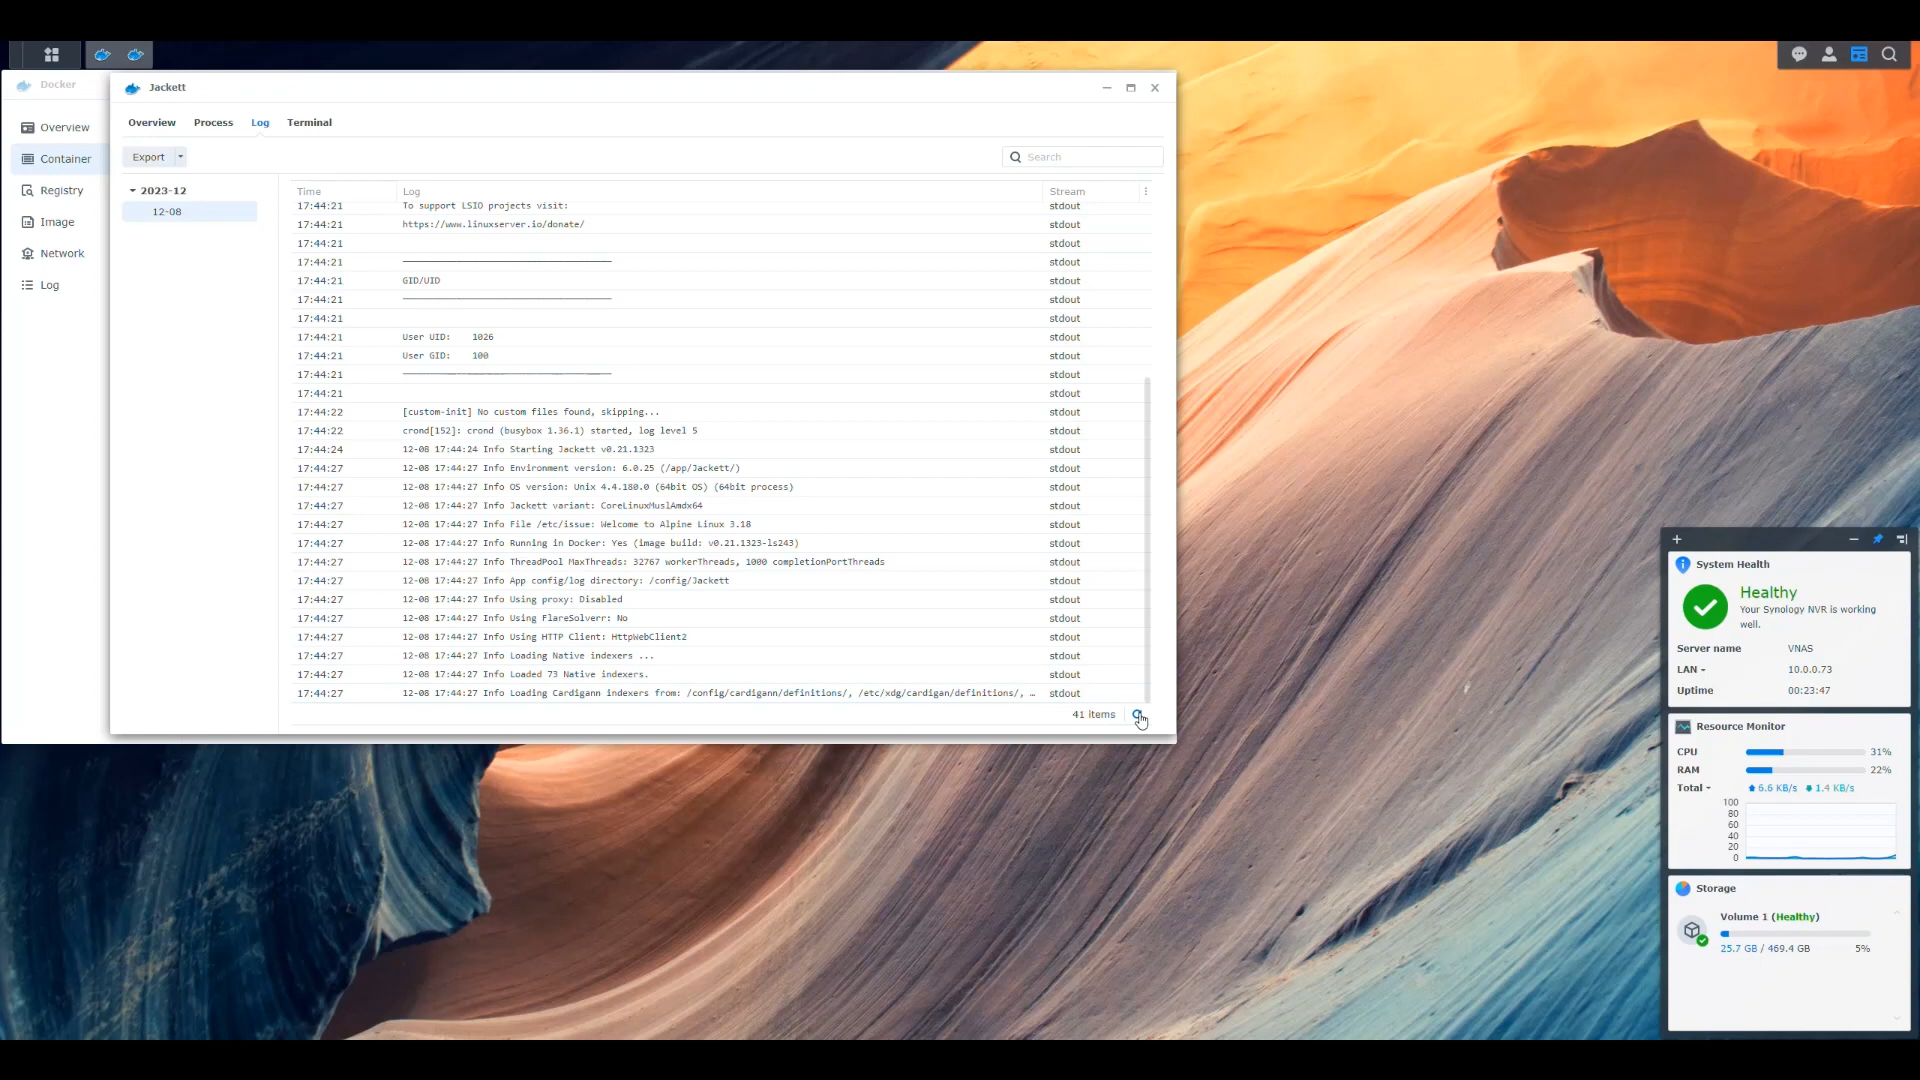 Docker
Overview
Container
Registry
Image
Network
Log
Jackett
Overview Process Log Terminal
Export
Search
2023-12
12-08
Time Log Stream
17:44:21 To support LSIO projects visit: stdout
17:44:21 https://www.linuxserver.io/donate/ stdout
17:44:21 stdout
17:44:21 stdout
17:44:21 GID/UID stdout
17:44:21 stdout
17:44:21 stdout
17:44:21 User UID: 1026 stdout
17:44:21 User GID: 100 stdout
17:44:21 stdout
17:44:21 stdout
17:44:22 [custom-init] No custom files found, skipping... stdout
17:44:22 crond[152]: crond (busybox 1.36.1) started, log level 5 stdout
17:44:24 12-08 17:44:24 Info Starting Jackett v0.21.1323 stdout
17:44:27 12-08 17:44:27 Info Environment version: 6.0.25 (/app/Jackett/) stdout
17:44:27 12-08 17:44:27 Info OS version: Unix 4.4.180.0 (64bit OS) (64bit process) stdout
17:44:27 12-08 17:44:27 Info Jackett variant: CoreLinuxMuslAmdx64 stdout
17:44:27 12-08 17:44:27 Info File /etc/issue: Welcome to Alpine Linux 3.18 stdout
17:44:27 12-08 17:44:27 Info Running in Docker: Yes (image build: v0.21.1323-ls243) stdout
17:44:27 12-08 17:44:27 Info ThreadPool MaxThreads: 32767 workerThreads, 1000 completionPortThreads stdout
17:44:27 12-08 17:44:27 Info App config/log directory: /config/Jackett stdout
17:44:27 12-08 17:44:27 Info Using proxy: Disabled stdout
17:44:27 12-08 17:44:27 Info Using FlareSolverr: No stdout
17:44:27 12-08 17:44:27 Info Using HTTP Client: HttpWebClient2 stdout
17:44:27 12-08 17:44:27 Info Loading Native indexers ... stdout
17:44:27 12-08 17:44:27 Info Loaded 73 Native indexers. stdout
17:44:27 12-08 17:44:27 Info Loading Cardigann indexers from: /config/cardigann/definitions/, /etc/xdg/cardigan/definitions/, … stdout
41 items
System Health
Healthy
Your Synology NVR is working
well.
Server name VNAS
LAN 10.0.0.73
Uptime 00:23:47
Resource Monitor
CPU 31%
RAM 22%
Total 6.6 KB/s 1.4 KB/s
100
80
60
40
20
0
Storage
Volume 1 (Healthy)
25.7 GB / 469.4 GB 5%